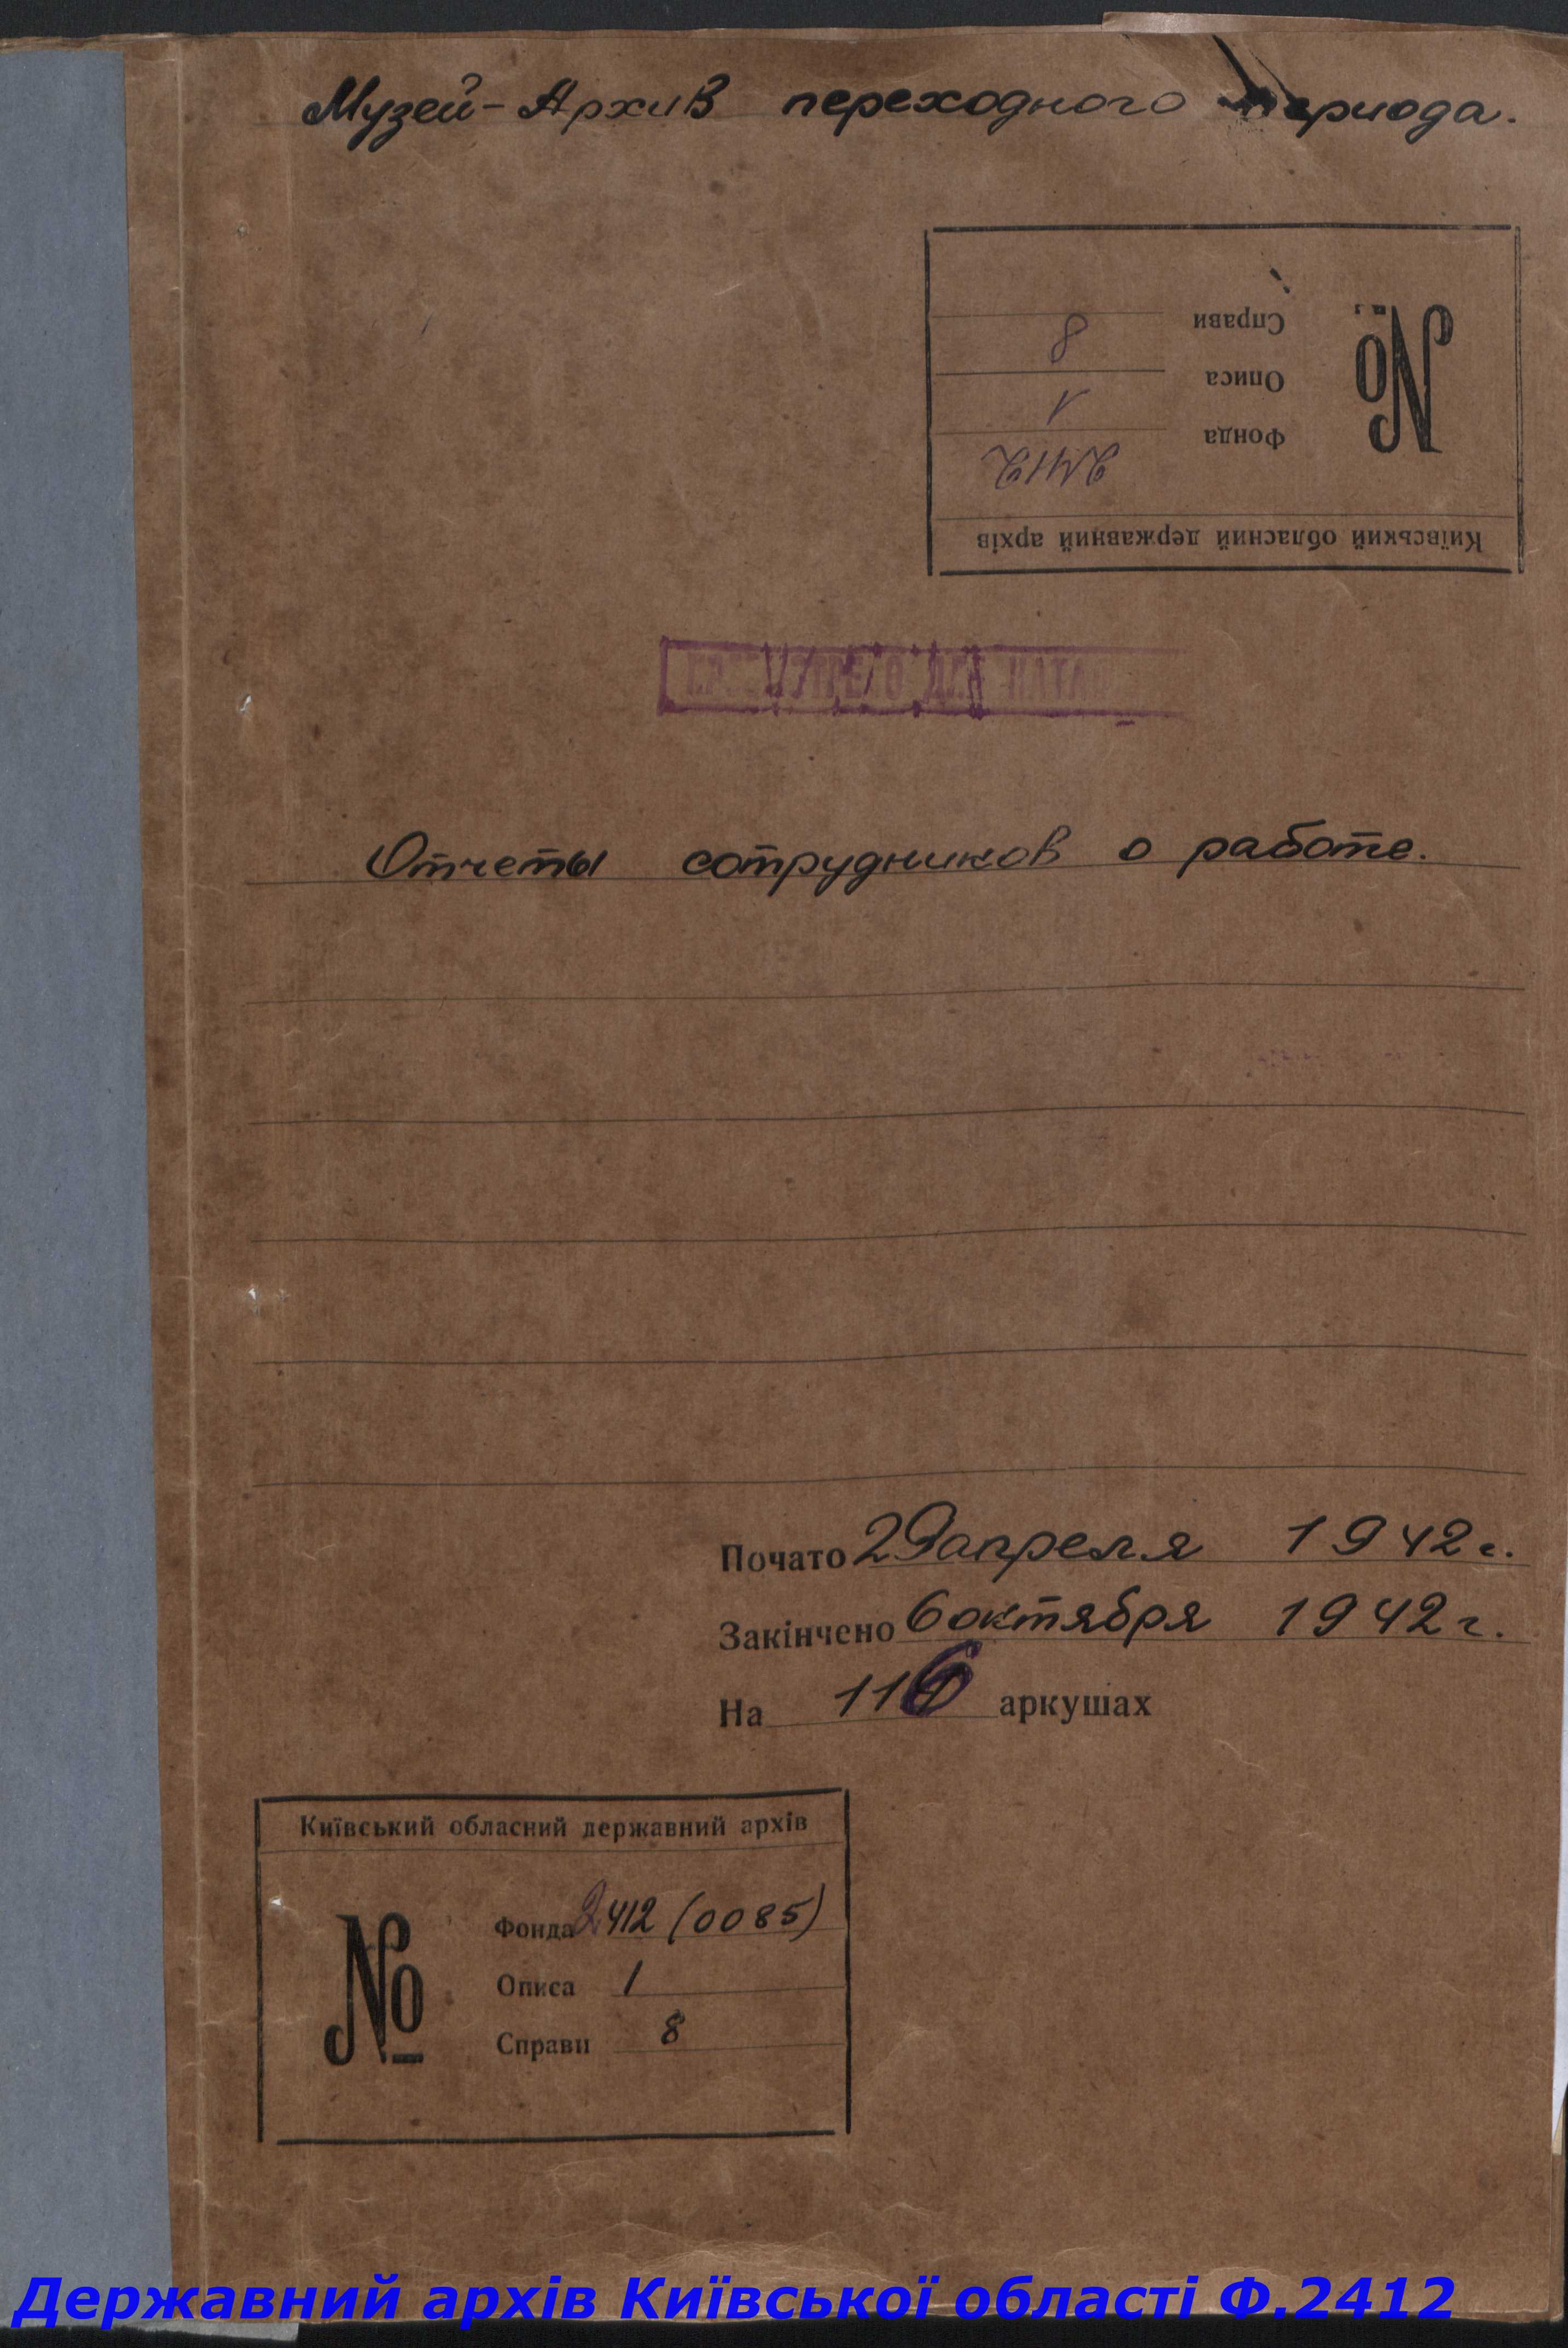 Музей-Архив переходного периода.
Київський обласний державний архів
№
Фонда 2412
Описа 1
Справи 8
Отчеты сотрудников о работе.
Почато 29 апреля 1942 г.
Закінчено 6 октября 1942 г.
На 116 аркушах
Київський обласний державний архів
№
Фонда 2412 (0085)
Описа 1
Справи 8
Державний архів Київської області Ф.2412